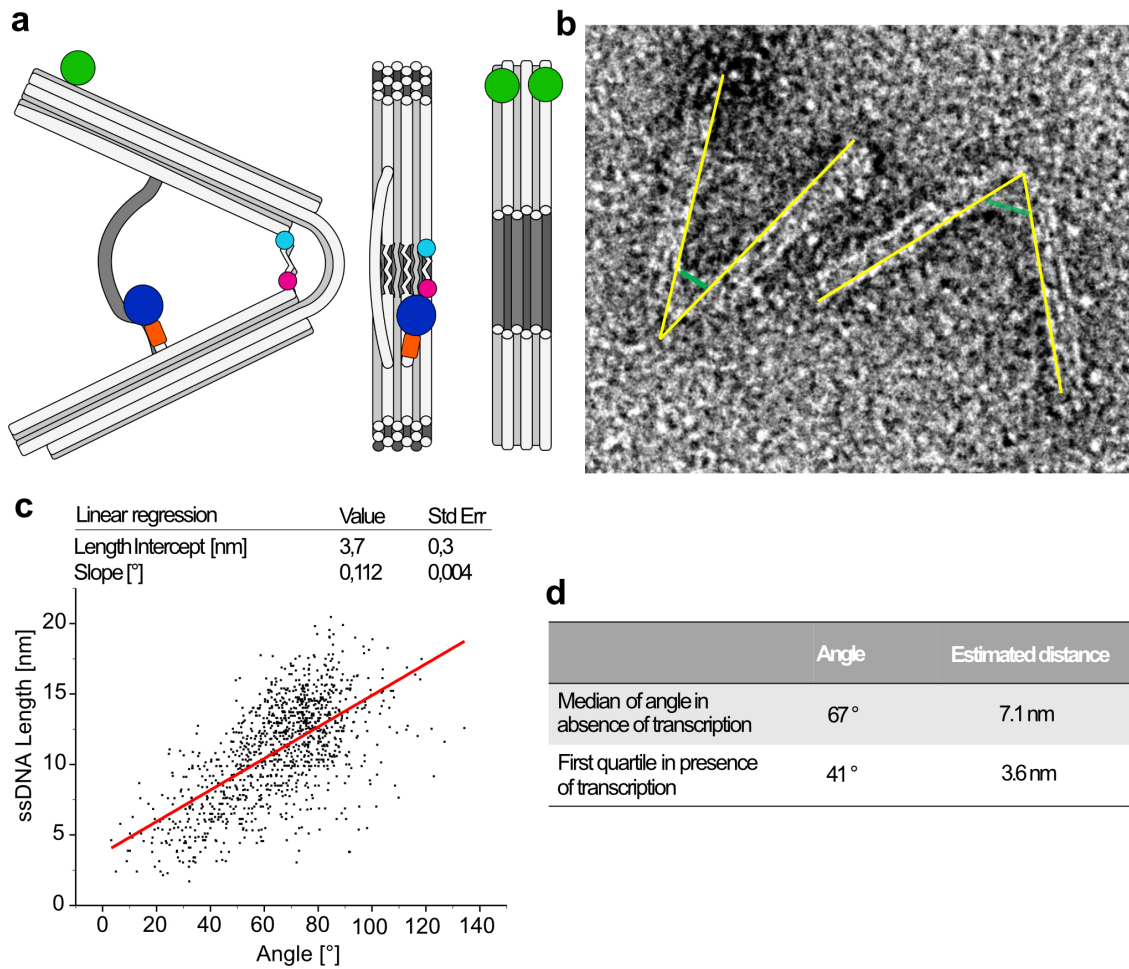 a
b
c
Linear regression Value Std Err
Length Intercept [nm] 3,7 0,3
Slope [°] 0,112 0,004
ssDNA Length [nm]
20
15
10
5
0
0 20 40 60 80 100 120 140
Angle [°]
d
Angle Estimated distance
Median of angle in
absence of transcription 67 ° 7.1 nm
First quartile in presence
of transcription 41 ° 3.6 nm